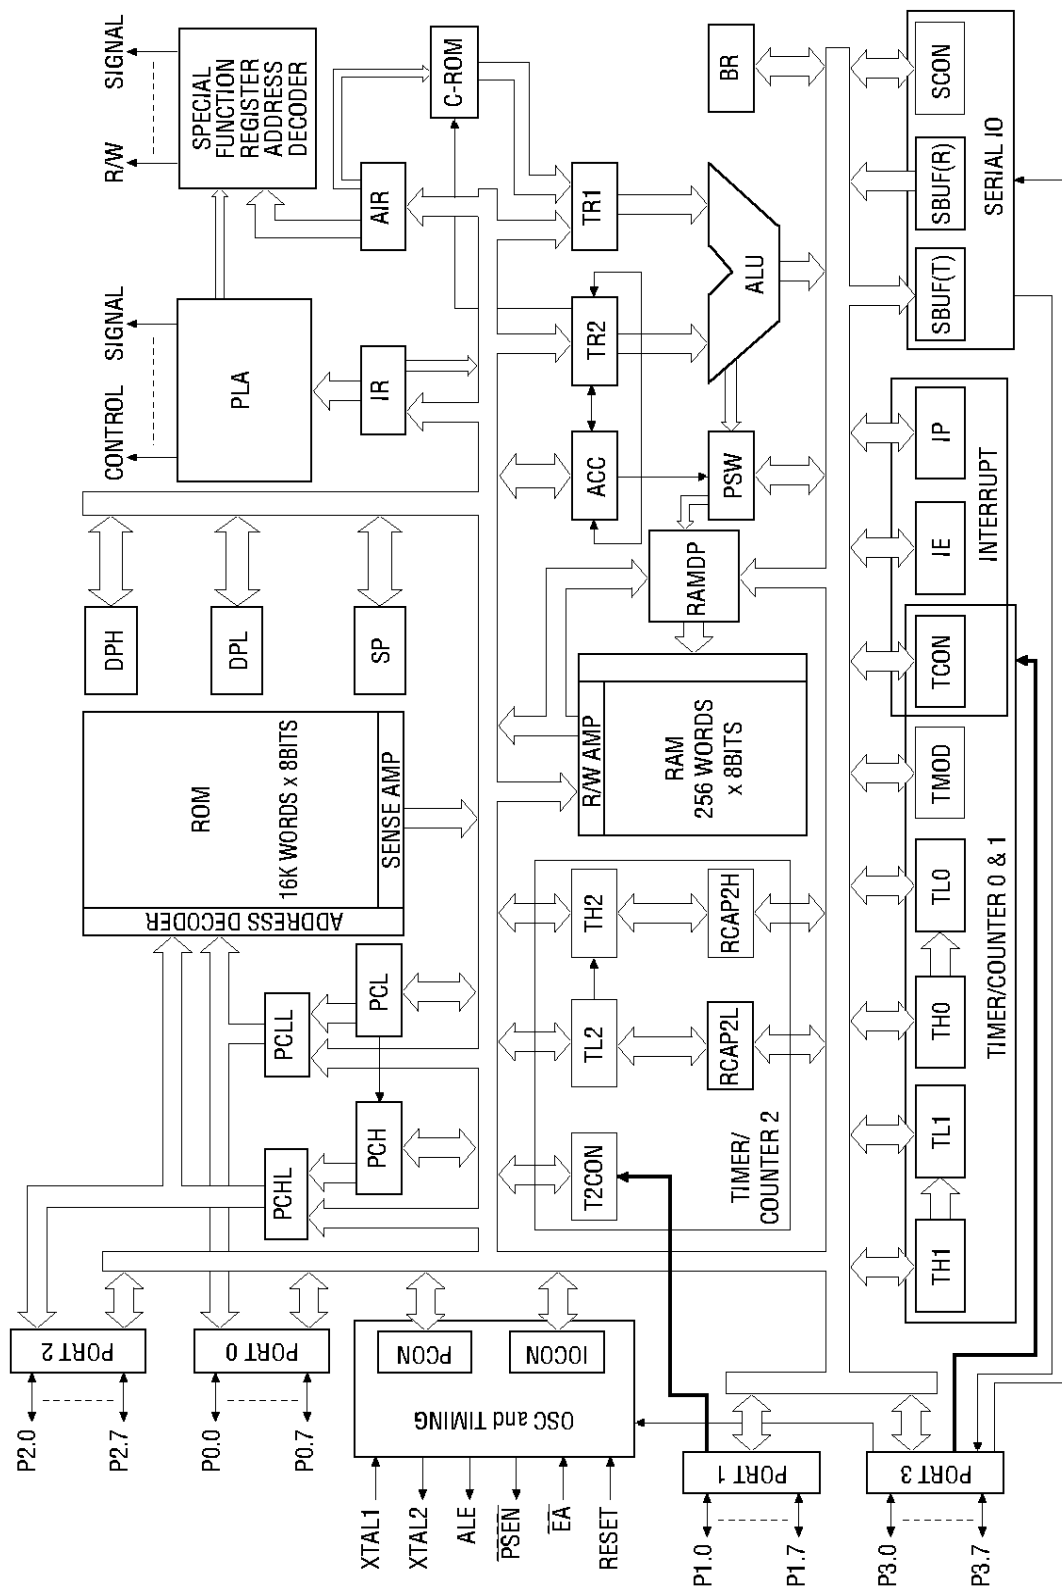 SIGNAL
R/W
SPECIAL
FUNCTION
REGISTER
ADDRESS
DECODER
C-ROM
AIR
TR1
BR
SIGNAL
CONTROL
PLA
IR
TR2
ACC
ALU
PSW
RAMDP
SCON
SBUF(R)
SBUF(T)
SERIAL IO
DPH
DPL
SP
IP
IE
INTERRUPT
TCON
TMOD
TL0
TH0
TL1
TH1
TIMER/COUNTER 0 & 1
ROM
16K WORDS x 8BITS
SENSE AMP
ADDRESS DECODER
R/W AMP
RAM
256 WORDS
x 8BITS
PCLL
PCL
PCHL
PCH
TH2
TL2
T2CON
RCAP2H
RCAP2L
TIMER/
COUNTER 2
PORT 2
PORT 0
PCON
IOCON
OSC and TIMING
PORT 1
PORT 3
P2.0
P2.7
P0.0
P0.7
XTAL1
XTAL2
ALE
PSEN
EA
RESET
P1.0
P1.7
P3.0
P3.7